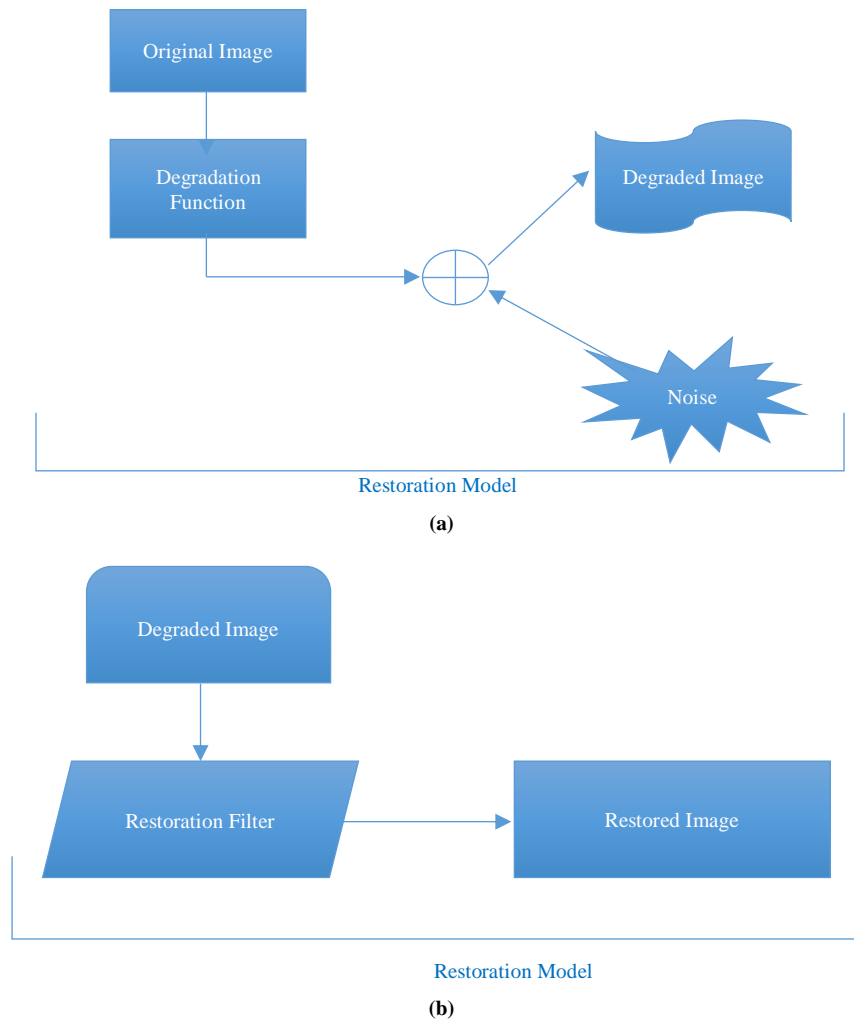 Original Image
Degradation
Function
Degraded Image
Noise
Restoration Model
(a)
Degraded Image
Restoration Filter
Restored Image
Restoration Model
(b)